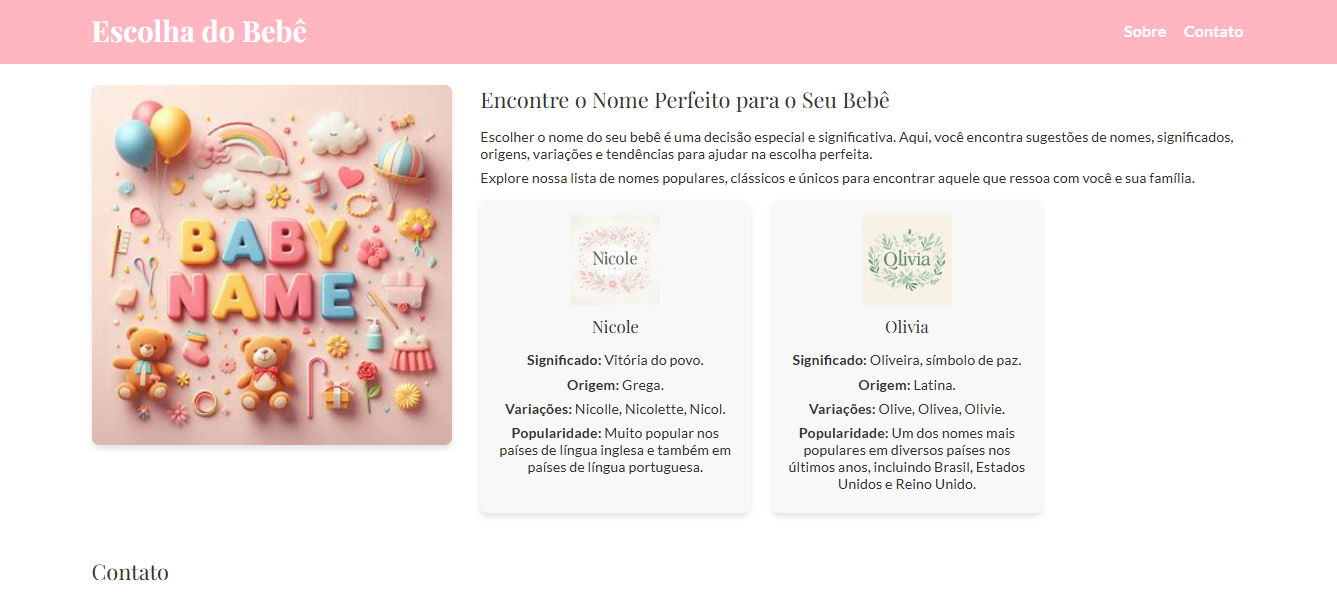 Escolha do Bebê
Sobre
Contato
BABY
NAME
Encontre o Nome Perfeito para o Seu Bebê
Escolher o nome do seu bebê é uma decisão especial e significativa. Aqui, você encontra sugestões de nomes, significados,
origens, variações e tendências para ajudar na escolha perfeita.
Explore nossa lista de nomes populares, clássicos e únicos para encontrar aquele que ressoa com você e sua família.
Nicole
Nicole
Significado: Vitória do povo.
Origem: Grega.
Variações: Nicolle, Nicolette, Nicol.
Popularidade: Muito popular nos
países de língua inglesa e também em
países de língua portuguesa.
Olivia
Olivia
Significado: Oliveira, símbolo de paz.
Origem: Latina.
Variações: Olive, Olivea, Olivie.
Popularidade: Um dos nomes mais
populares em diversos países nos
últimos anos, incluindo Brasil, Estados
Unidos e Reino Unido.
Contato